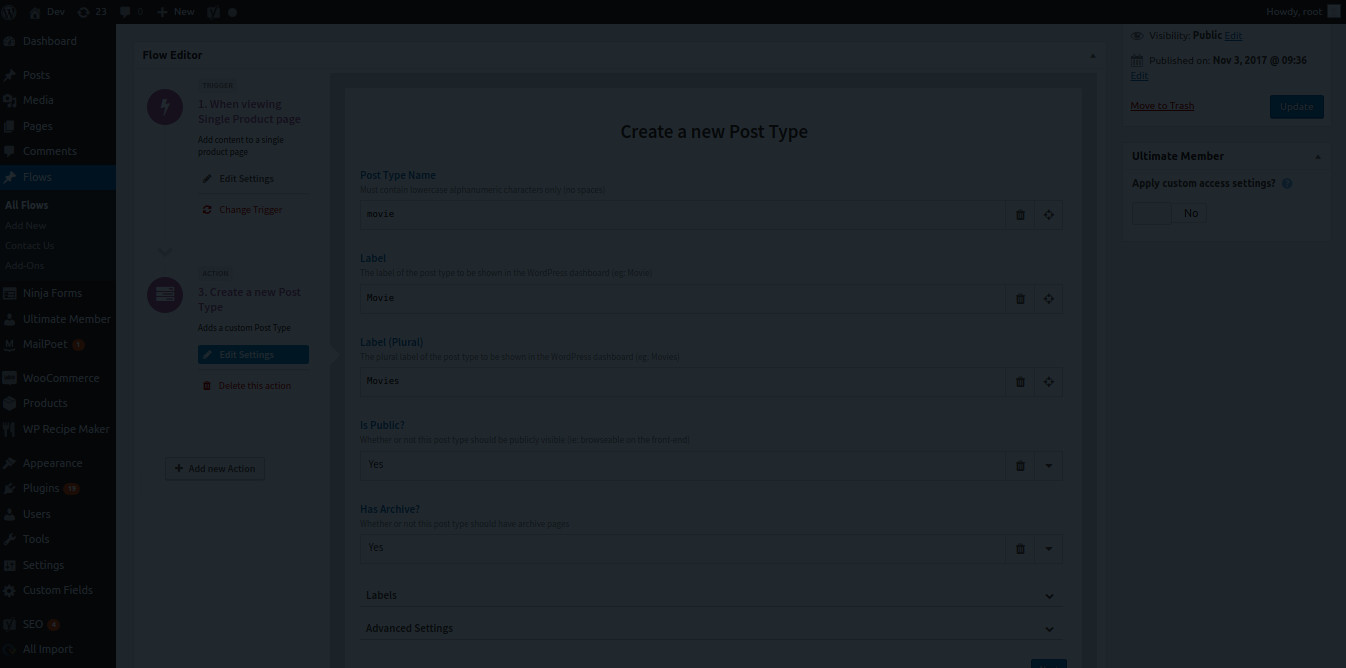 Dev 23 0 New Howdy, root
Dashboard
Posts
Media
Pages
Comments
Flows
All Flows
Add New
Contact Us
Add-Ons
Ninja Forms
Ultimate Member
MailPoet 1
WooCommerce
Products
WP Recipe Maker
Appearance
Plugins 19
Users
Tools
Settings
Custom Fields
SEO 4
All Import
Flow Editor
TRIGGER
1. When viewing
Single Product page
Add content to a single
product page
Edit Settings
Change Trigger
ACTION
3. Create a new Post
Type
Adds a custom Post Type
Edit Settings
Delete this action
Add new Action
Create a new Post Type
Post Type Name
Must contain lowercase alphanumeric characters only (no spaces)
movie
Label
The label of the post type to be shown in the WordPress dashboard (eg. Movie)
Movie
Label (Plural)
The plural label of the post type to be shown in the WordPress dashboard (eg. Movies)
Movies
Is Public?
Whether or not this post type should be publicly visible (ie. browseable on the front-end)
Yes
Has Archive?
Whether or not this post type should have archive pages
Yes
Labels
Advanced Settings
Visibility: Public Edit
Published on: Nov 3, 2017 @ 09:36
Edit
Move to Trash
Update
Ultimate Member
Apply custom access settings?
No